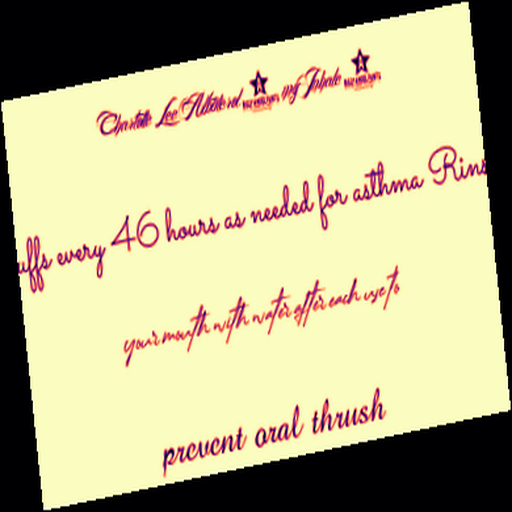 Charlotte Lee Albuterol mg Inhale
uffs every 46 hours as needed for asthma Rins
your mouth with water after each use to
prevent oral thrush